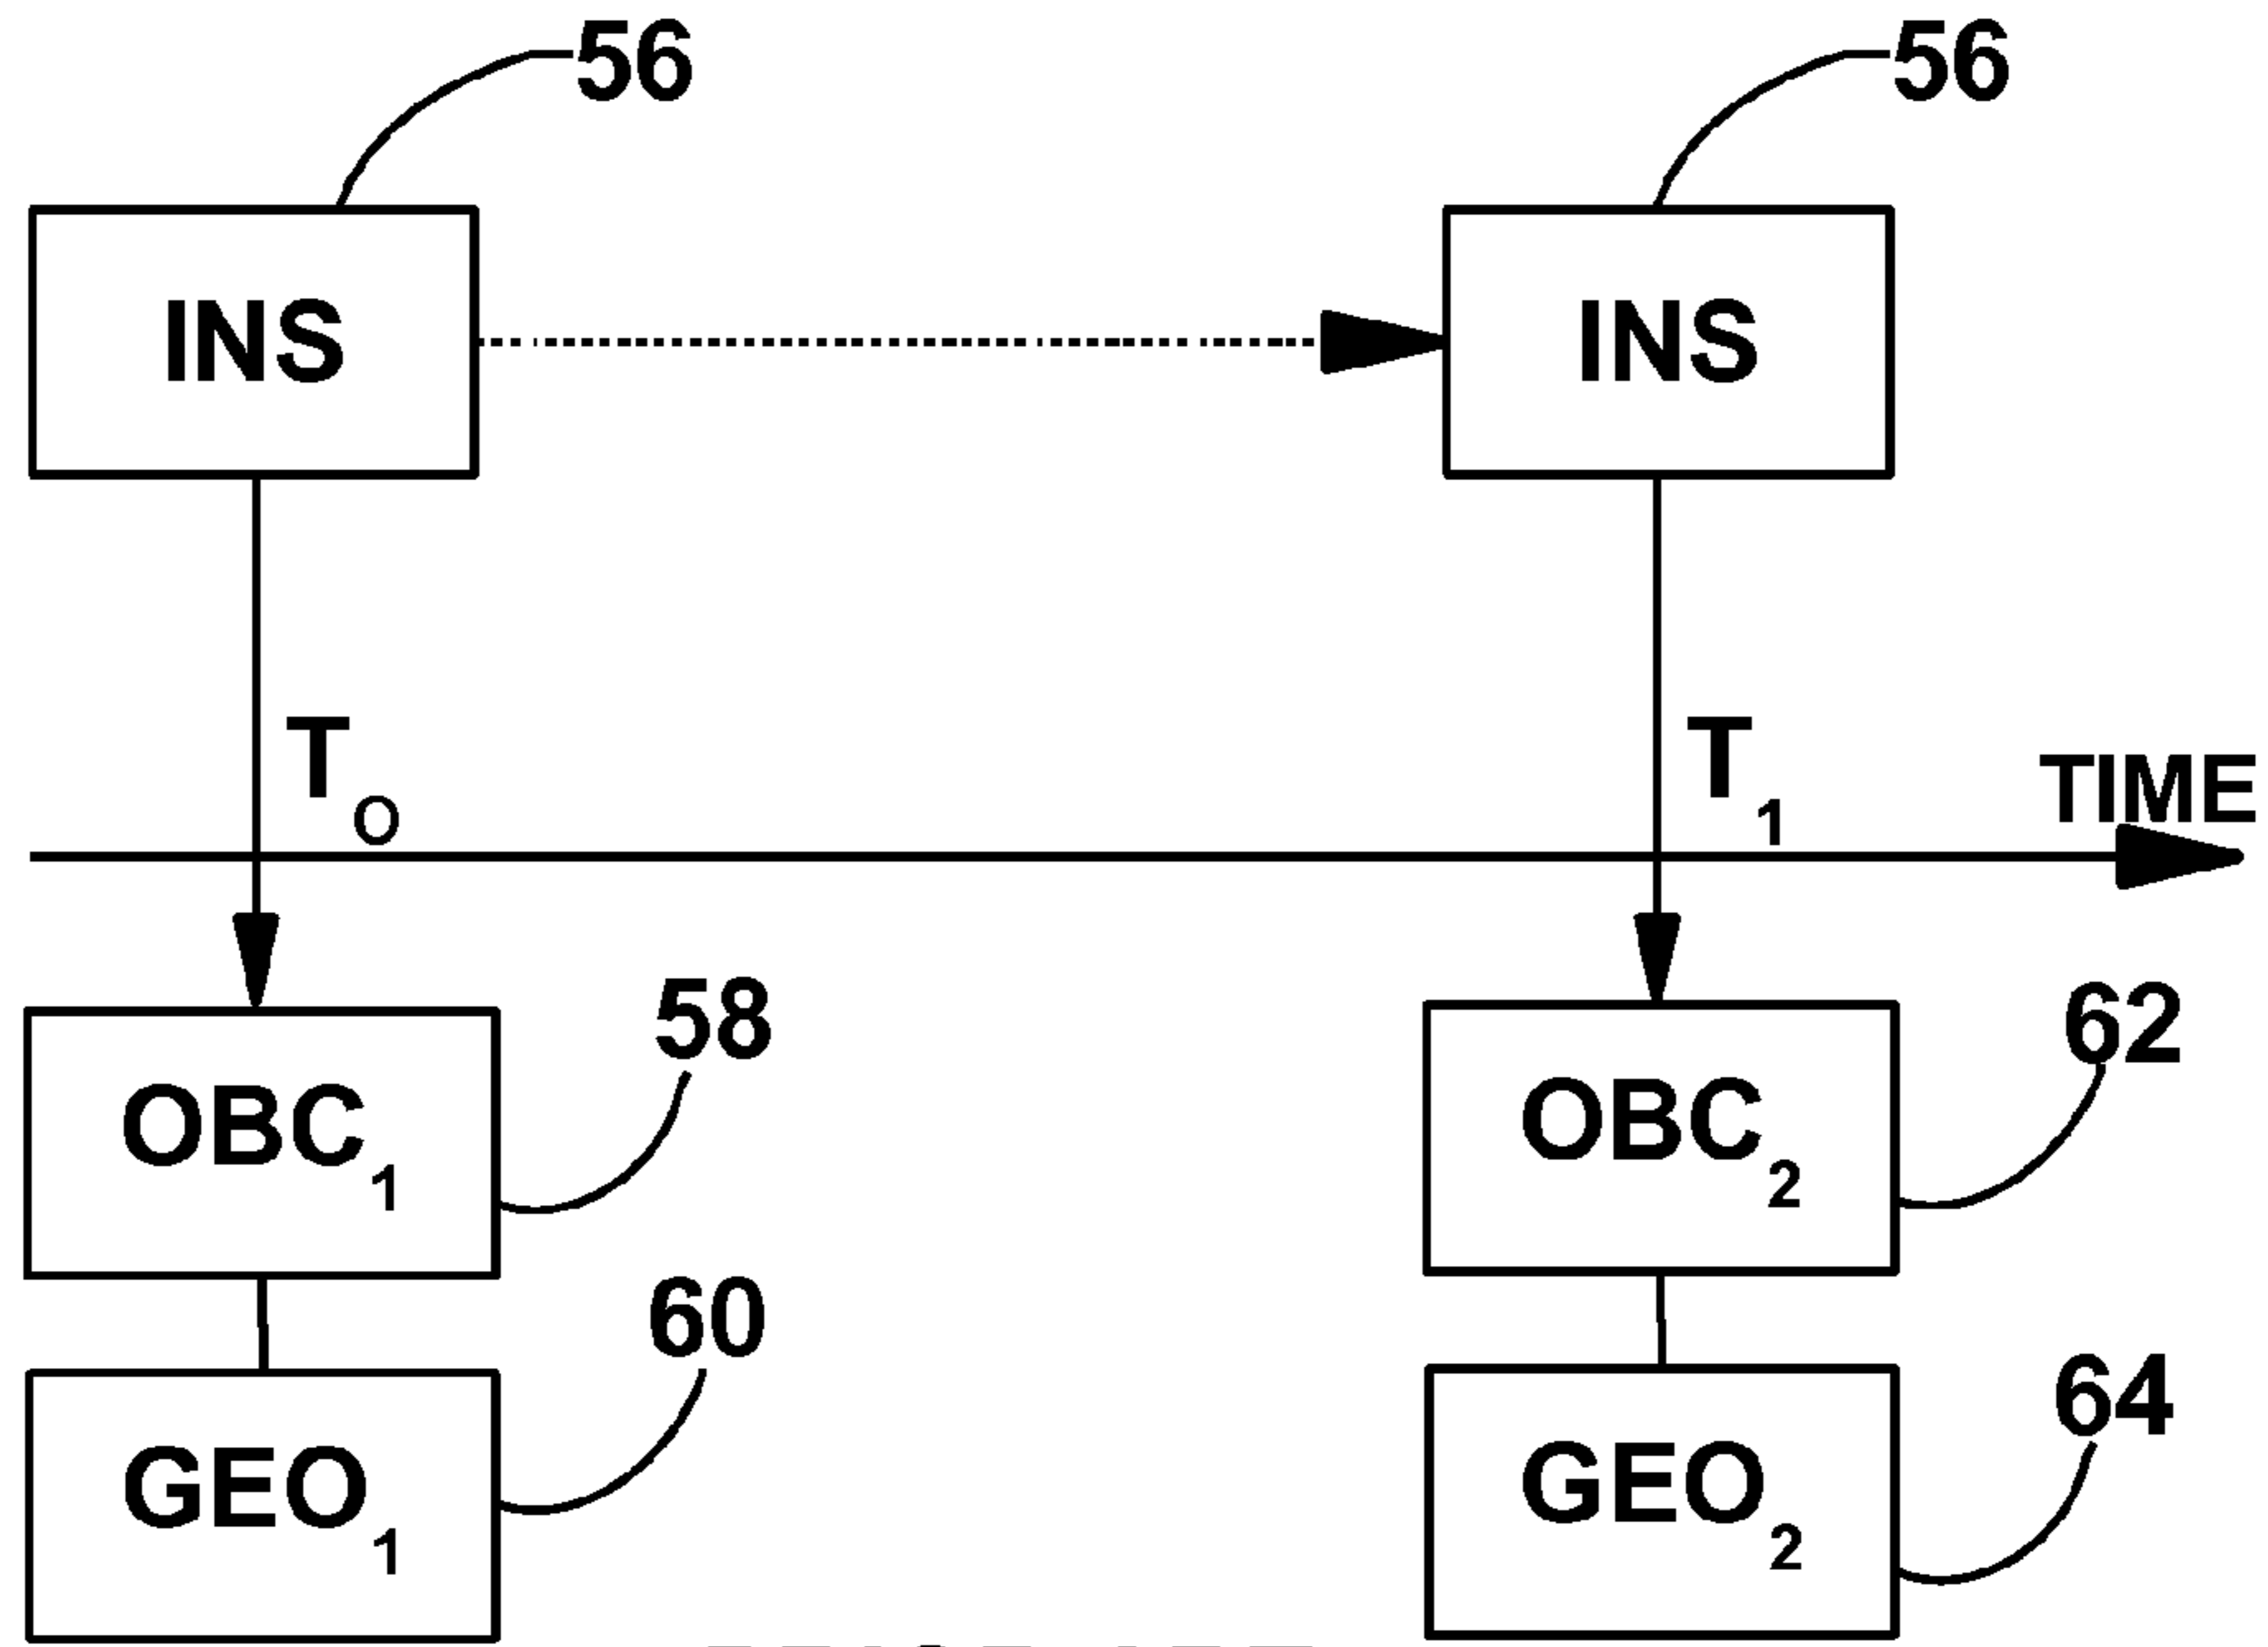 56 56
INS INS
T₀ T₁
TIME
58 62
OBC₁ OBC₂
60 64
GEO₁ GEO₂